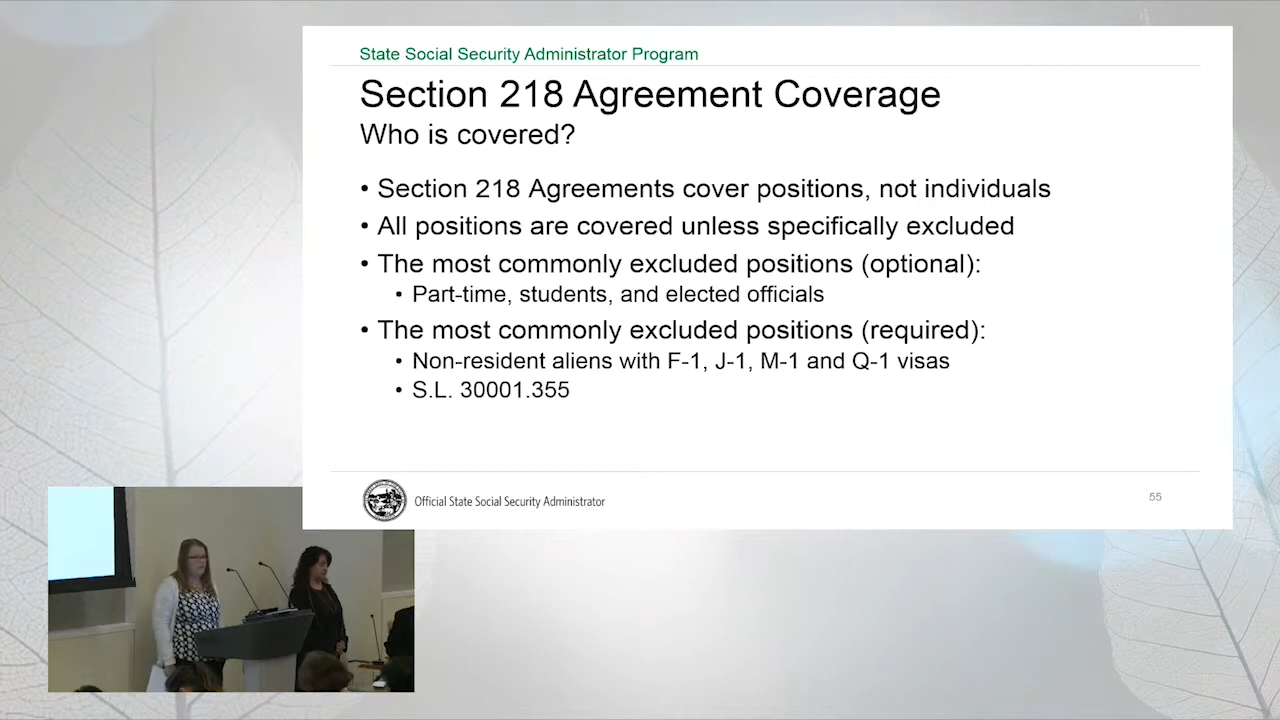 State Social Security Administrator Program
Section 218 Agreement Coverage
Who is covered?
• Section 218 Agreements cover positions, not individuals
• All positions are covered unless specifically excluded
• The most commonly excluded positions (optional):
• Part-time, students, and elected officials
• The most commonly excluded positions (required):
• Non-resident aliens with F-1, J-1, M-1 and Q-1 visas
• S.L. 30001.355
Official State Social Security Administrator
55